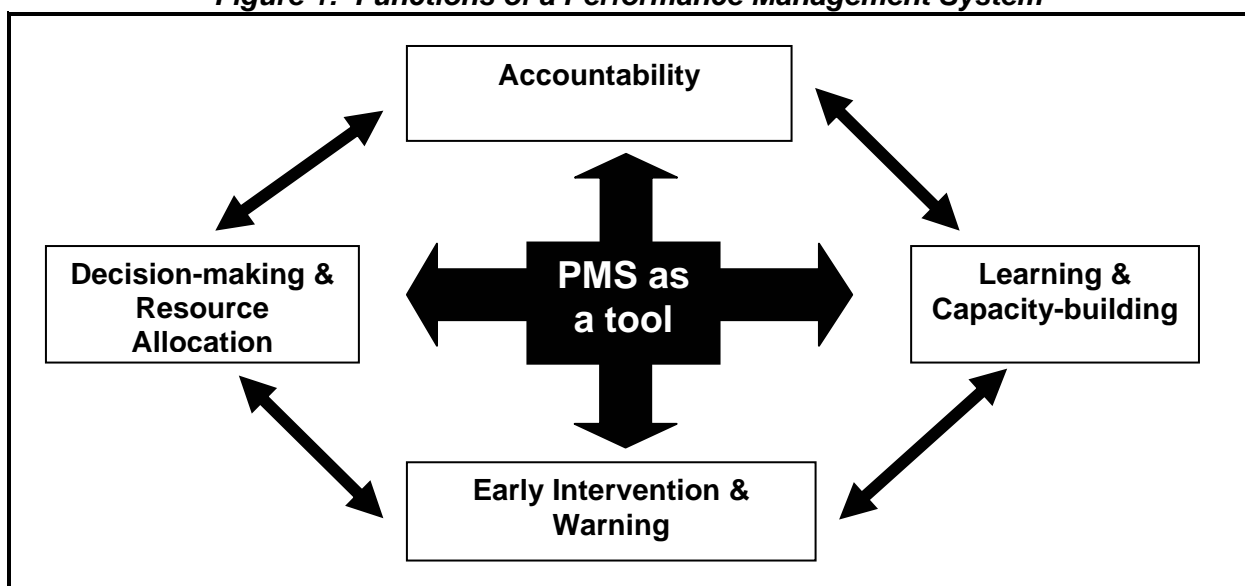 Figure 1: Functions of a Performance Management System
Accountability
Decision-making &
Resource
Allocation
PMS as
a tool
Learning &
Capacity-building
Early Intervention &
Warning